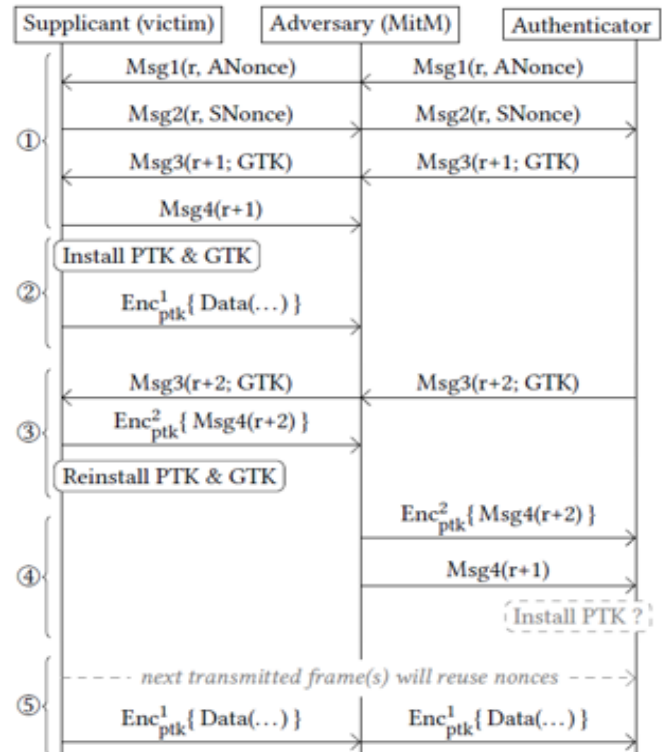 Supplicant (victim) Adversary (MitM) Authenticator
Msg1(r, ANonce) Msg1(r, ANonce)
Msg2(r, SNonce) Msg2(r, SNonce)
①
Msg3(r+1; GTK) Msg3(r+1; GTK)
Msg4(r+1)
Install PTK & GTK
②
Enc¹ₚₜₖ{ Data(…) }
Msg3(r+2; GTK) Msg3(r+2; GTK)
③
Enc²ₚₜₖ{ Msg4(r+2) }
Reinstall PTK & GTK
Enc²ₚₜₖ{ Msg4(r+2) }
④
Msg4(r+1)
Install PTK ?
next transmitted frame(s) will reuse nonces
⑤
Enc¹ₚₜₖ{ Data(…) } Enc¹ₚₜₖ{ Data(…) }